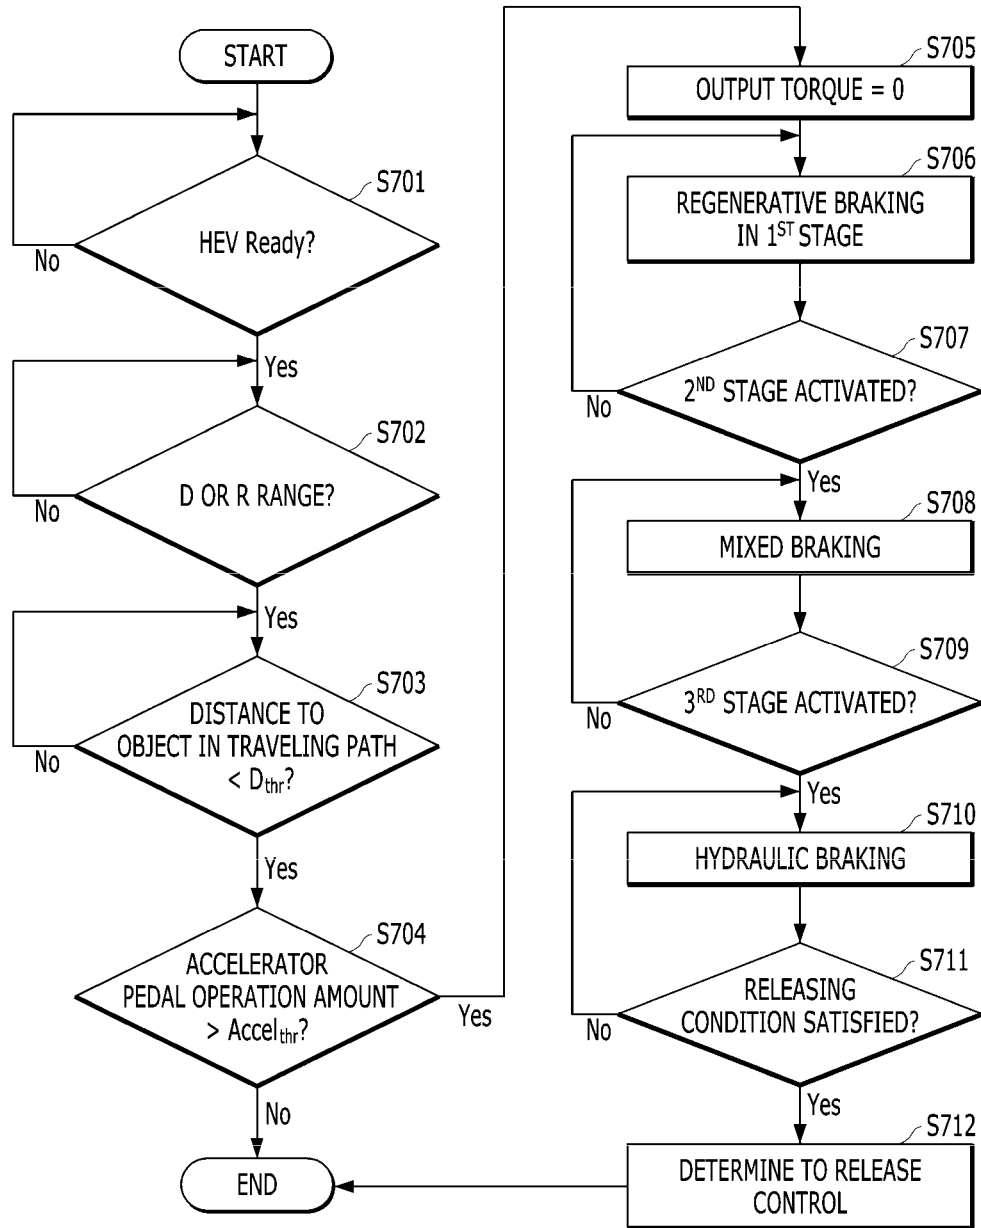 START
S701
HEV Ready?
No
Yes
S702
D OR R RANGE?
No
Yes
S703
DISTANCE TO
OBJECT IN TRAVELING PATH
< Dthr?
No
Yes
S704
ACCELERATOR
PEDAL OPERATION AMOUNT
> Accelthr?
Yes
No
END
S705
OUTPUT TORQUE = 0
S706
REGENERATIVE BRAKING
IN 1ST STAGE
S707
2ND STAGE ACTIVATED?
No
Yes
S708
MIXED BRAKING
S709
3RD STAGE ACTIVATED?
No
Yes
S710
HYDRAULIC BRAKING
S711
RELEASING
CONDITION SATISFIED?
No
Yes
S712
DETERMINE TO RELEASE
CONTROL